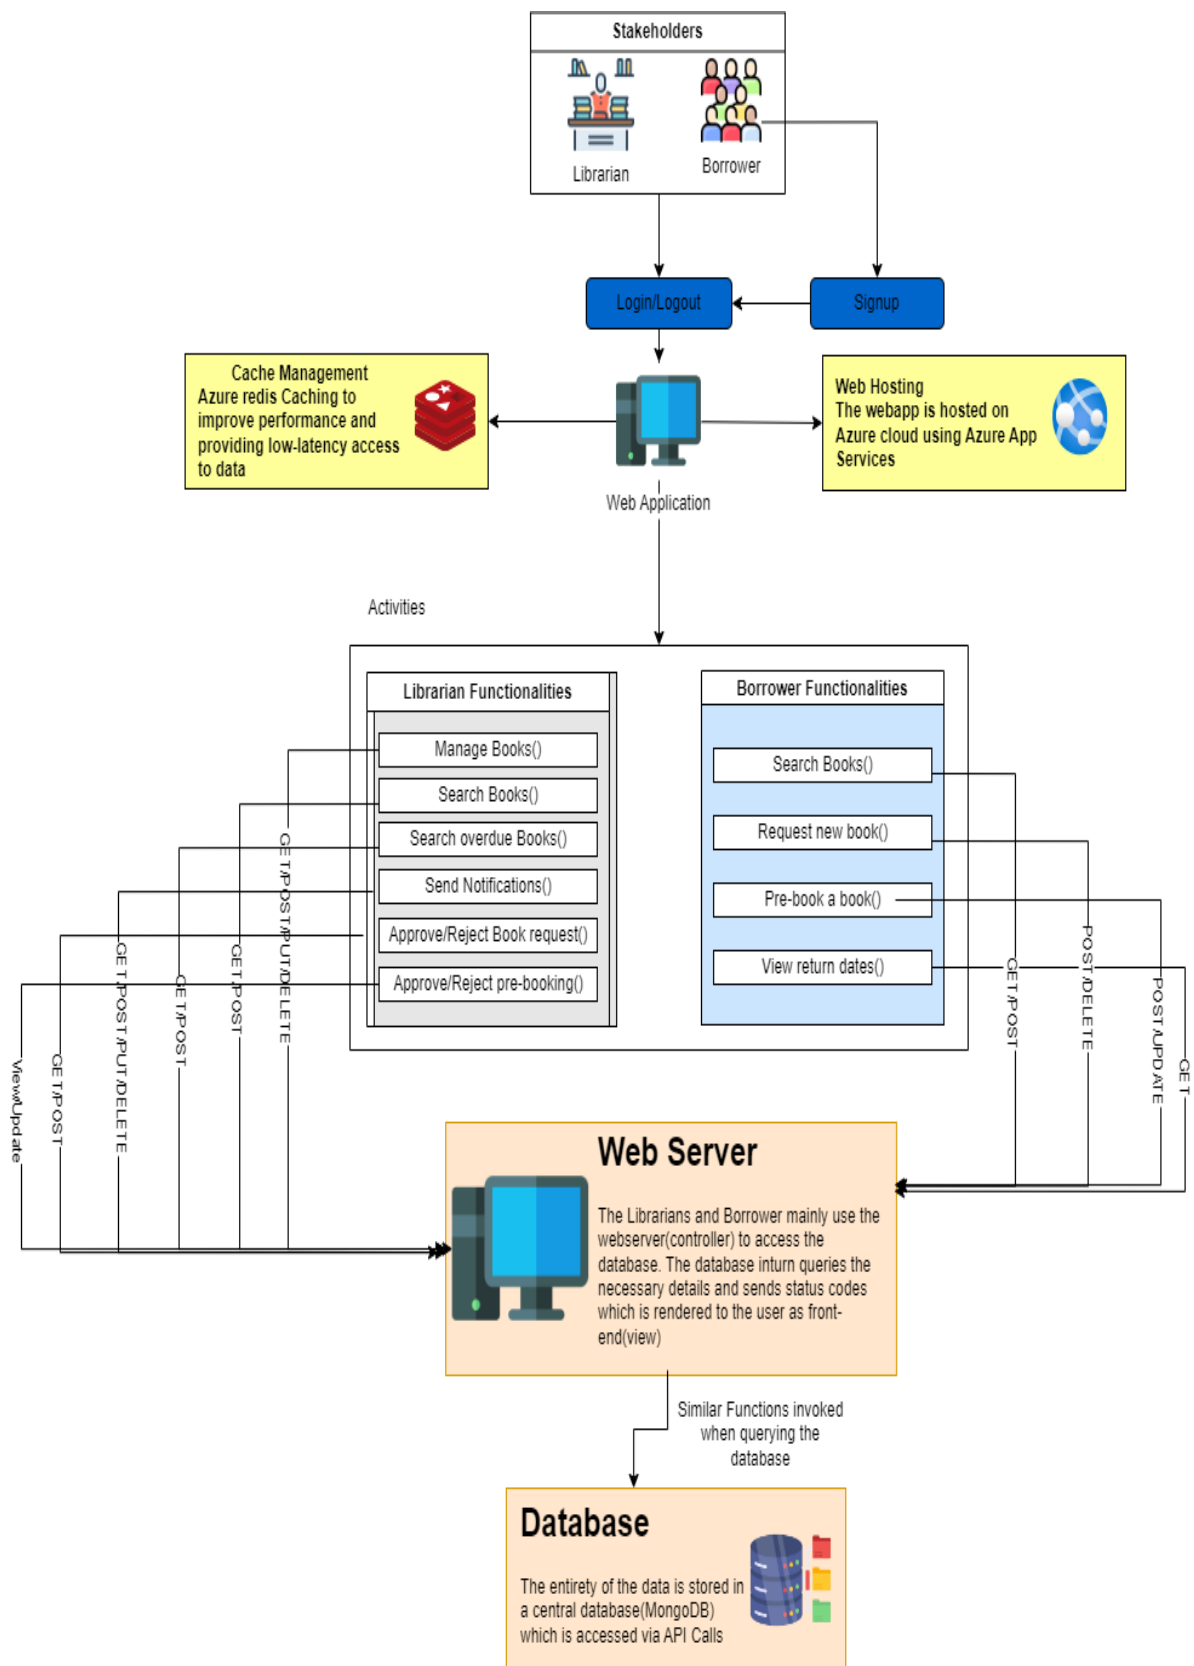 Stakeholders
Librarian
Borrower
Login/Logout
Signup
Cache Management
Azure redis Caching to
improve performance and
providing low-latency access
to data
Web Hosting
The webapp is hosted on
Azure cloud using Azure App
Services
Web Application
Activities
Librarian Functionalities
Manage Books()
Search Books()
Search overdue Books()
Send Notifications()
Approve/Reject Book request()
Approve/Reject pre-booking()
Borrower Functionalities
Search Books()
Request new book()
Pre-book a book()
View return dates()
View/Update
GET/POST
GET/POST/PUT/DELETE
GET/POST
GET/POST
GET/POST/PUT/DELETE
GET/POST
POST/DELETE
POST/UPDATE
GET
Web Server
The Librarians and Borrower mainly use the
webserver(controller) to access the
database. The database inturn queries the
necessary details and sends status codes
which is rendered to the user as front-
end(view)
Similar Functions invoked
when querying the
database
Database
The entirety of the data is stored in
a central database(MongoDB)
which is accessed via API Calls